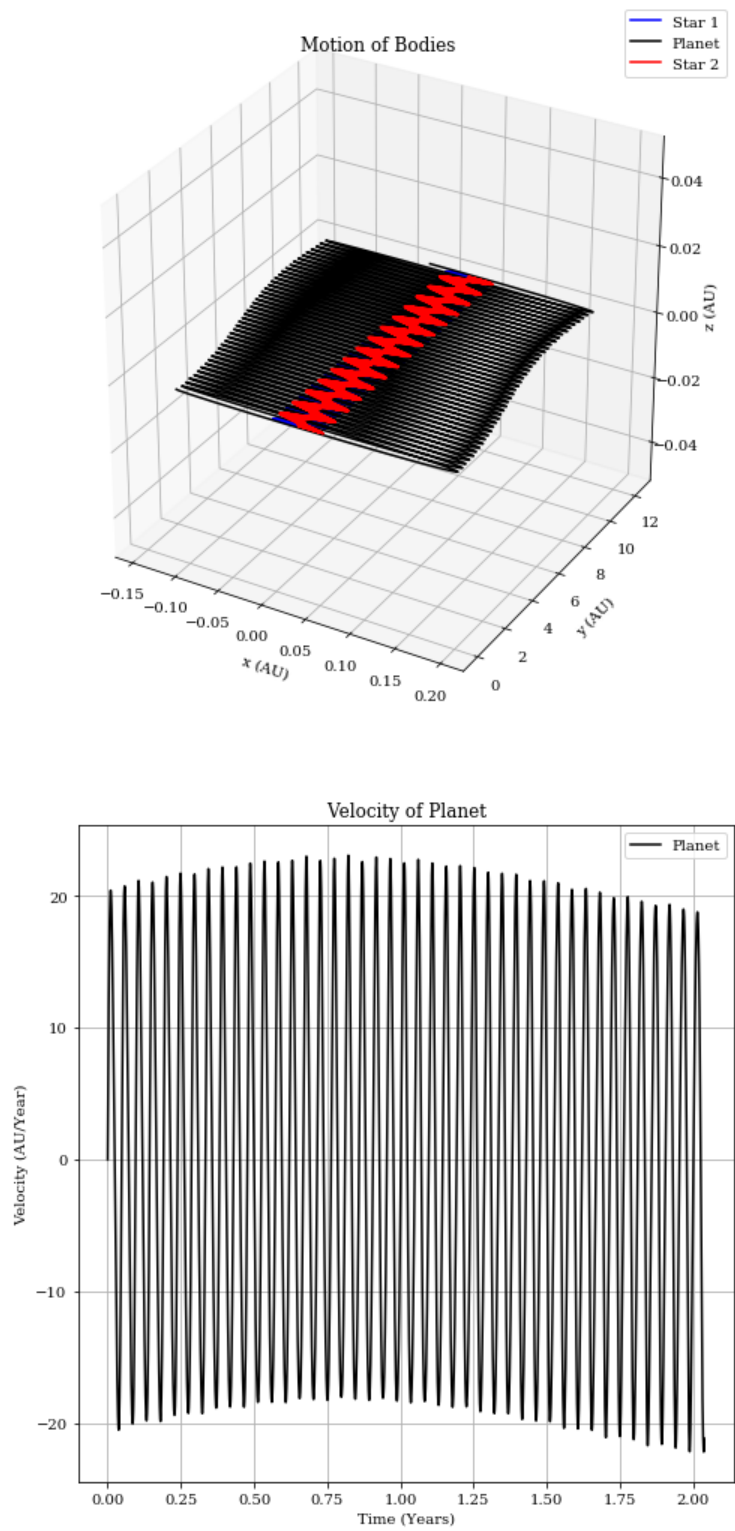 Star 1
Planet
Star 2
Motion of Bodies
0.04
0.02
0.00
−0.02
−0.04
z (AU)
12
10
8
6
4
2
0
y (AU)
−0.15
−0.10
−0.05
0.00
0.05
0.10
0.15
0.20
x (AU)
Velocity of Planet
Planet
20
10
0
−10
−20
Velocity (AU/Year)
0.00 0.25 0.50 0.75 1.00 1.25 1.50 1.75 2.00
Time (Years)